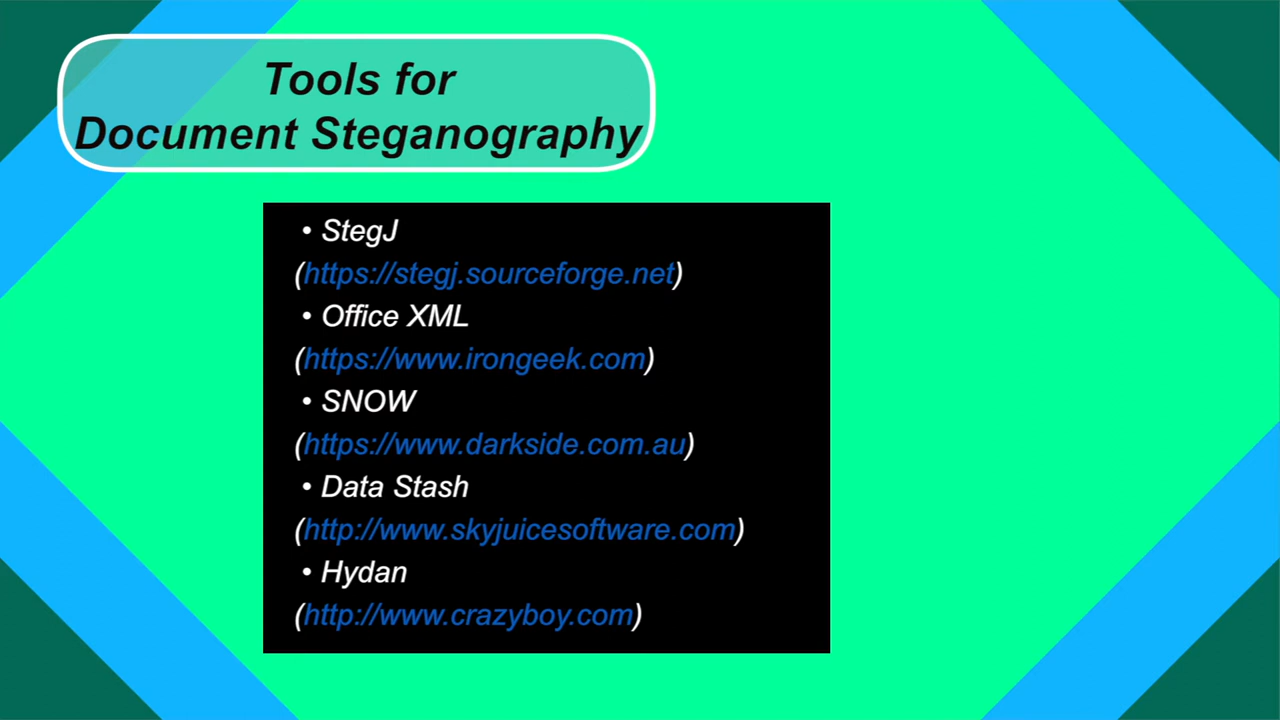 Tools for
Document Steganography
• StegJ
(https://stegj.sourceforge.net)
• Office XML
(https://www.irongeek.com)
• SNOW
(https://www.darkside.com.au)
• Data Stash
(http://www.skyjuicesoftware.com)
• Hydan
(http://www.crazyboy.com)